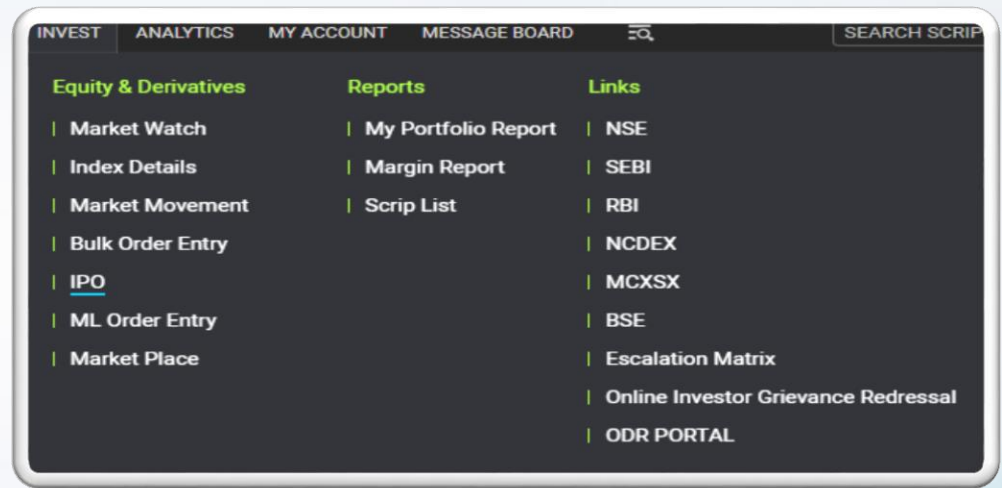 INVEST ANALYTICS MY ACCOUNT MESSAGE BOARD SEARCH SCRIP
Equity & Derivatives
| Market Watch
| Index Details
| Market Movement
| Bulk Order Entry
| IPO
| ML Order Entry
| Market Place
Reports
| My Portfolio Report
| Margin Report
| Scrip List
Links
| NSE
| SEBI
| RBI
| NCDEX
| MCXSX
| BSE
| Escalation Matrix
| Online Investor Grievance Redressal
| ODR PORTAL